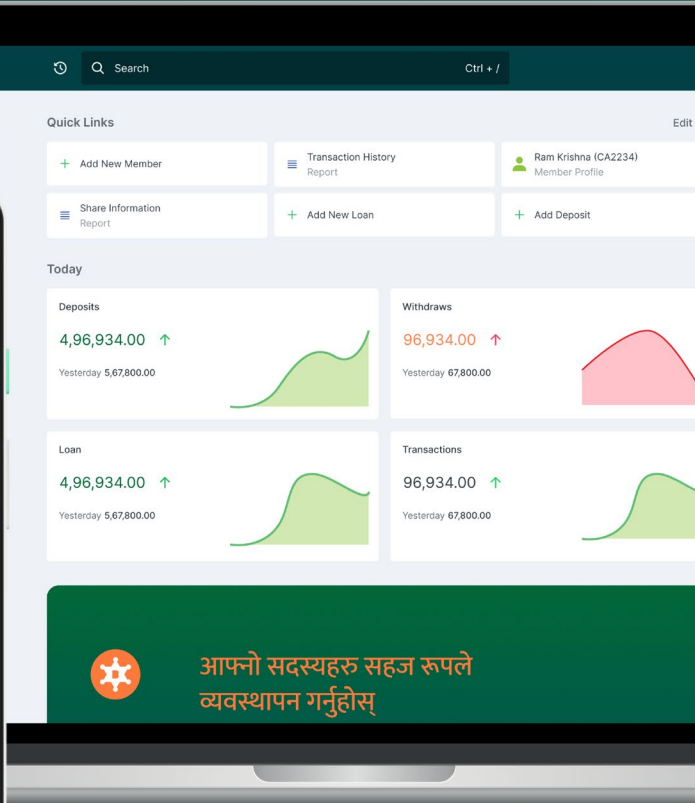 Search
Ctrl + /
Quick Links
Edit
Add New Member
Transaction History
Report
Ram Krishna (CA2234)
Member Profile
Share Information
Report
Add New Loan
Add Deposit
Today
Deposits
4,96,934.00
Yesterday 5,67,800.00
Withdraws
96,934.00
Yesterday 67,800.00
Loan
4,96,934.00
Yesterday 5,67,800.00
Transactions
96,934.00
Yesterday 67,800.00
आफ्नो सदस्यहरु सहज रूपले
व्यवस्थापन गर्नुहोस्